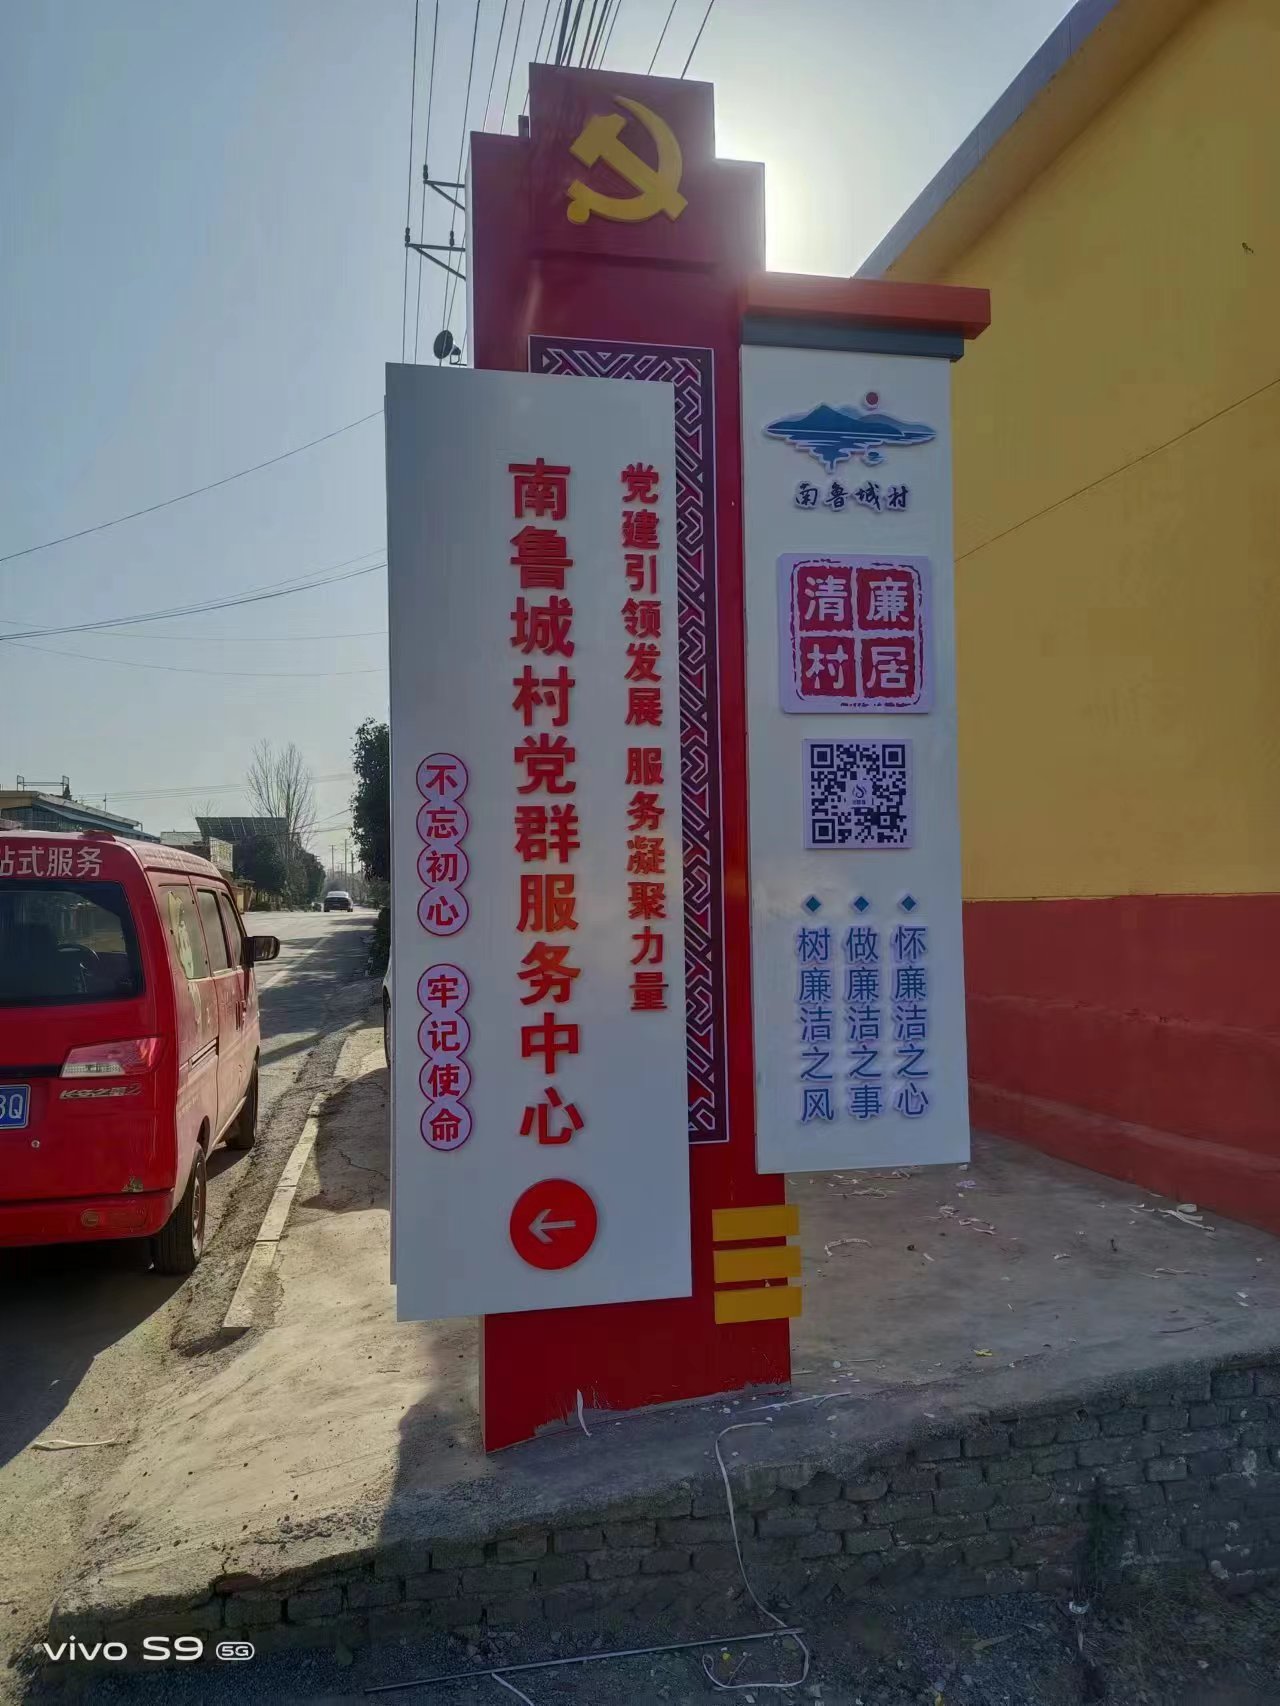 党建引领发展 服务凝聚力量
南鲁城村党群服务中心
不忘初心 牢记使命
南鲁城村
清廉
村居
怀廉洁之心
做廉洁之事
树廉洁之风
站式服务
Q
vivo S9 5G